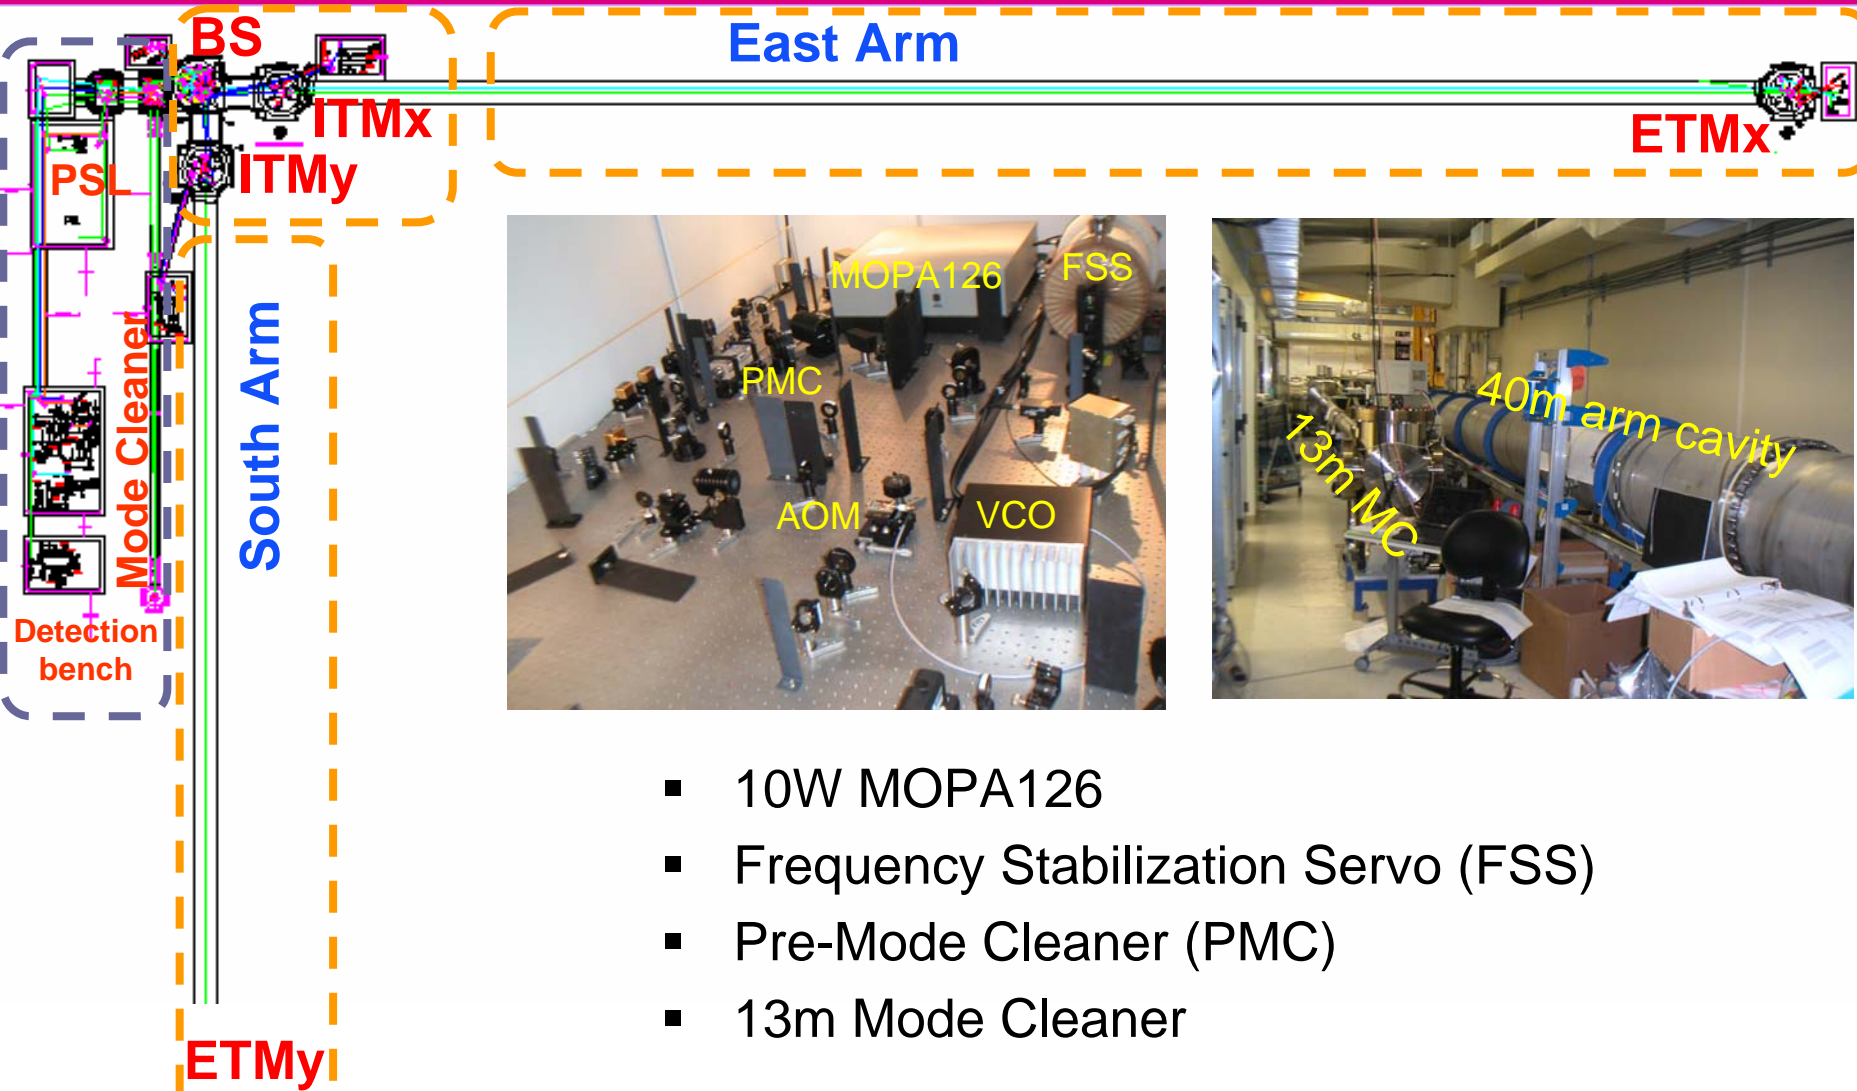 BS
East Arm
ITMx
ETMx
ITMy
PSL
South Arm
Mode Cleaner
Detection
bench
ETMy
MOPA126
FSS
PMC
AOM
VCO
40m arm cavity
13m MC
▪ 10W MOPA126
▪ Frequency Stabilization Servo (FSS)
▪ Pre-Mode Cleaner (PMC)
▪ 13m Mode Cleaner